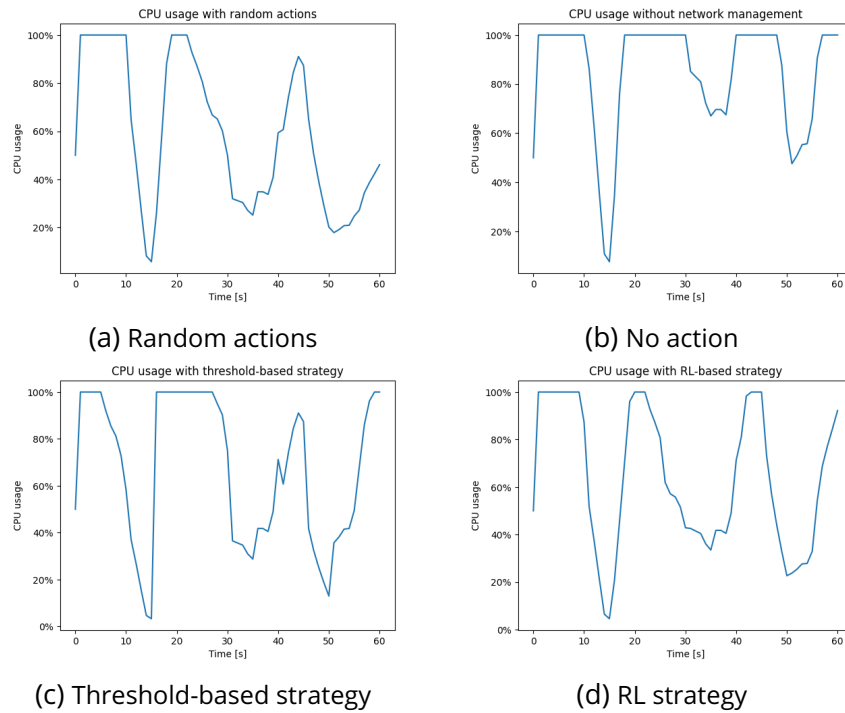 CPU usage with random actions
100%
80%
60%
40%
20%
CPU usage
0 10 20 30 40 50 60
Time [s]
(a) Random actions
CPU usage without network management
100%
80%
60%
40%
20%
CPU usage
0 10 20 30 40 50 60
Time [s]
(b) No action
CPU usage with threshold-based strategy
100%
80%
60%
40%
20%
0%
CPU usage
0 10 20 30 40 50 60
Time [s]
(c) Threshold-based strategy
CPU usage with RL-based strategy
100%
80%
60%
40%
20%
0%
CPU usage
0 10 20 30 40 50 60
Time [s]
(d) RL strategy